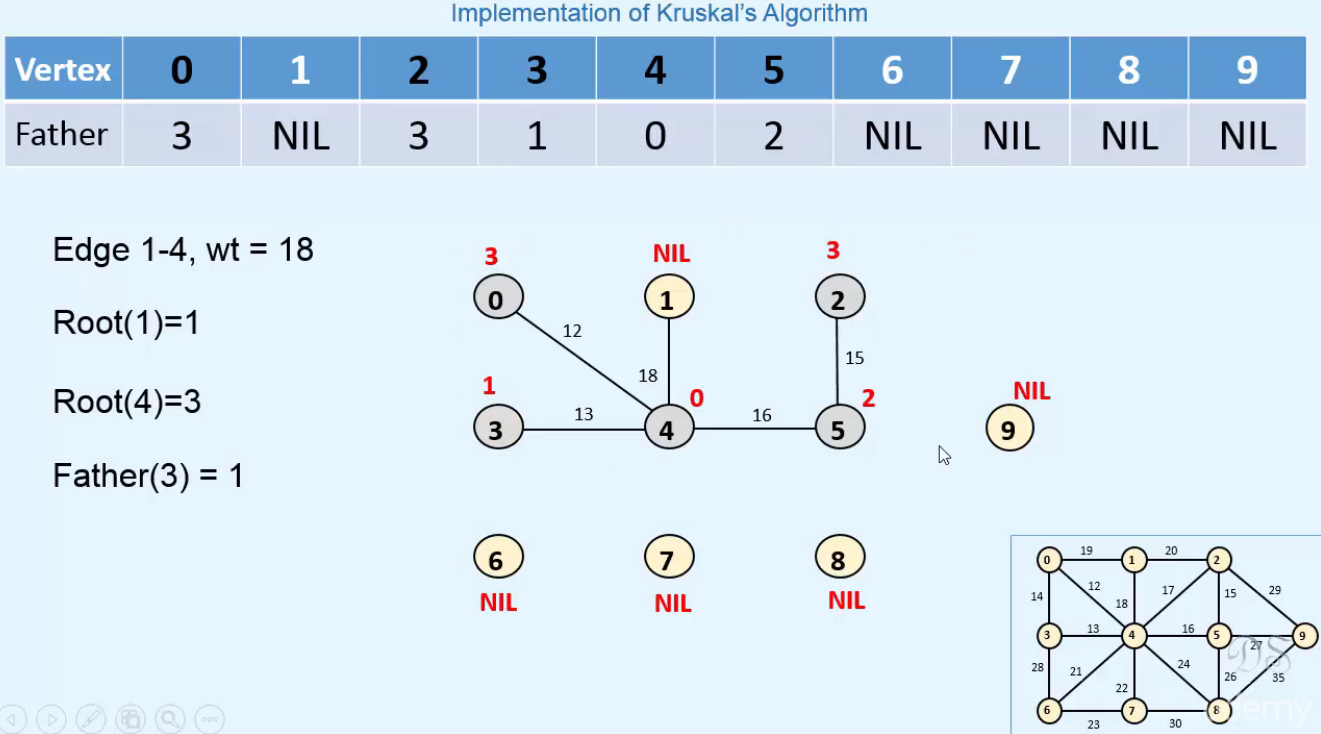 Implementation of Kruskal's Algorithm
Vertex 0 1 2 3 4 5 6 7 8 9
Father 3 NIL 3 1 0 2 NIL NIL NIL NIL
Edge 1-4, wt = 18
Root(1)=1
Root(4)=3
Father(3) = 1
3 NIL 3
0 1 2
12 18 15
1 0 2 NIL
3 13 4 16 5 9
6 7 8
NIL NIL NIL
0 19 1 20 2
14 12 18 17 15 29
3 13 4 16 5 27 9
28 21 22 24 26 35
6 23 7 30 8